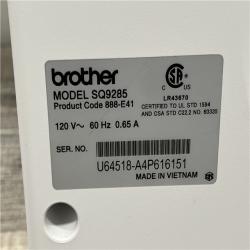 brother
MODEL SQ9285
Product Code 888-E41
120 V~ 60 Hz 0.65 A
SER. NO.
U64518-A4P616151
LR43670
CERTIFIED TO UL STD 1594
AND CSA STD C22.2 NO. 60335
MADE IN VIETNAM